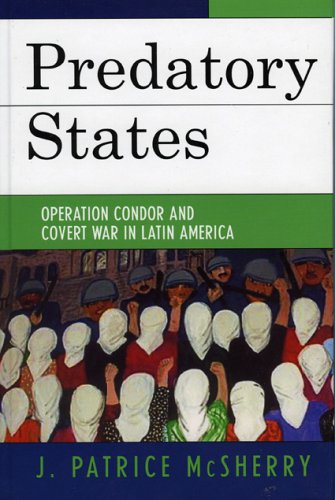 Predatory
States
OPERATION CONDOR AND
COVERT WAR IN LATIN AMERICA
J. PATRICE McSHERRY